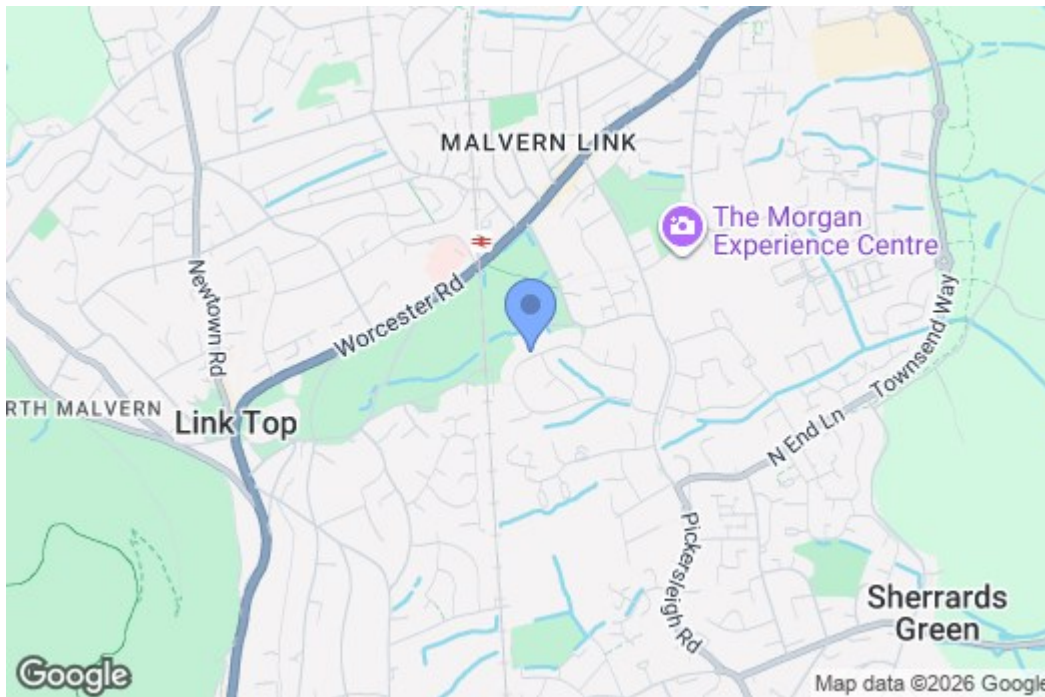 MALVERN LINK
The Morgan
Experience Centre
Newtown Rd
Worcester Rd
Townsend Way
RTH MALVERN
Link Top
N End Ln
Pickersleigh Rd
Sherrards
Green
Google
Map data ©2026 Google